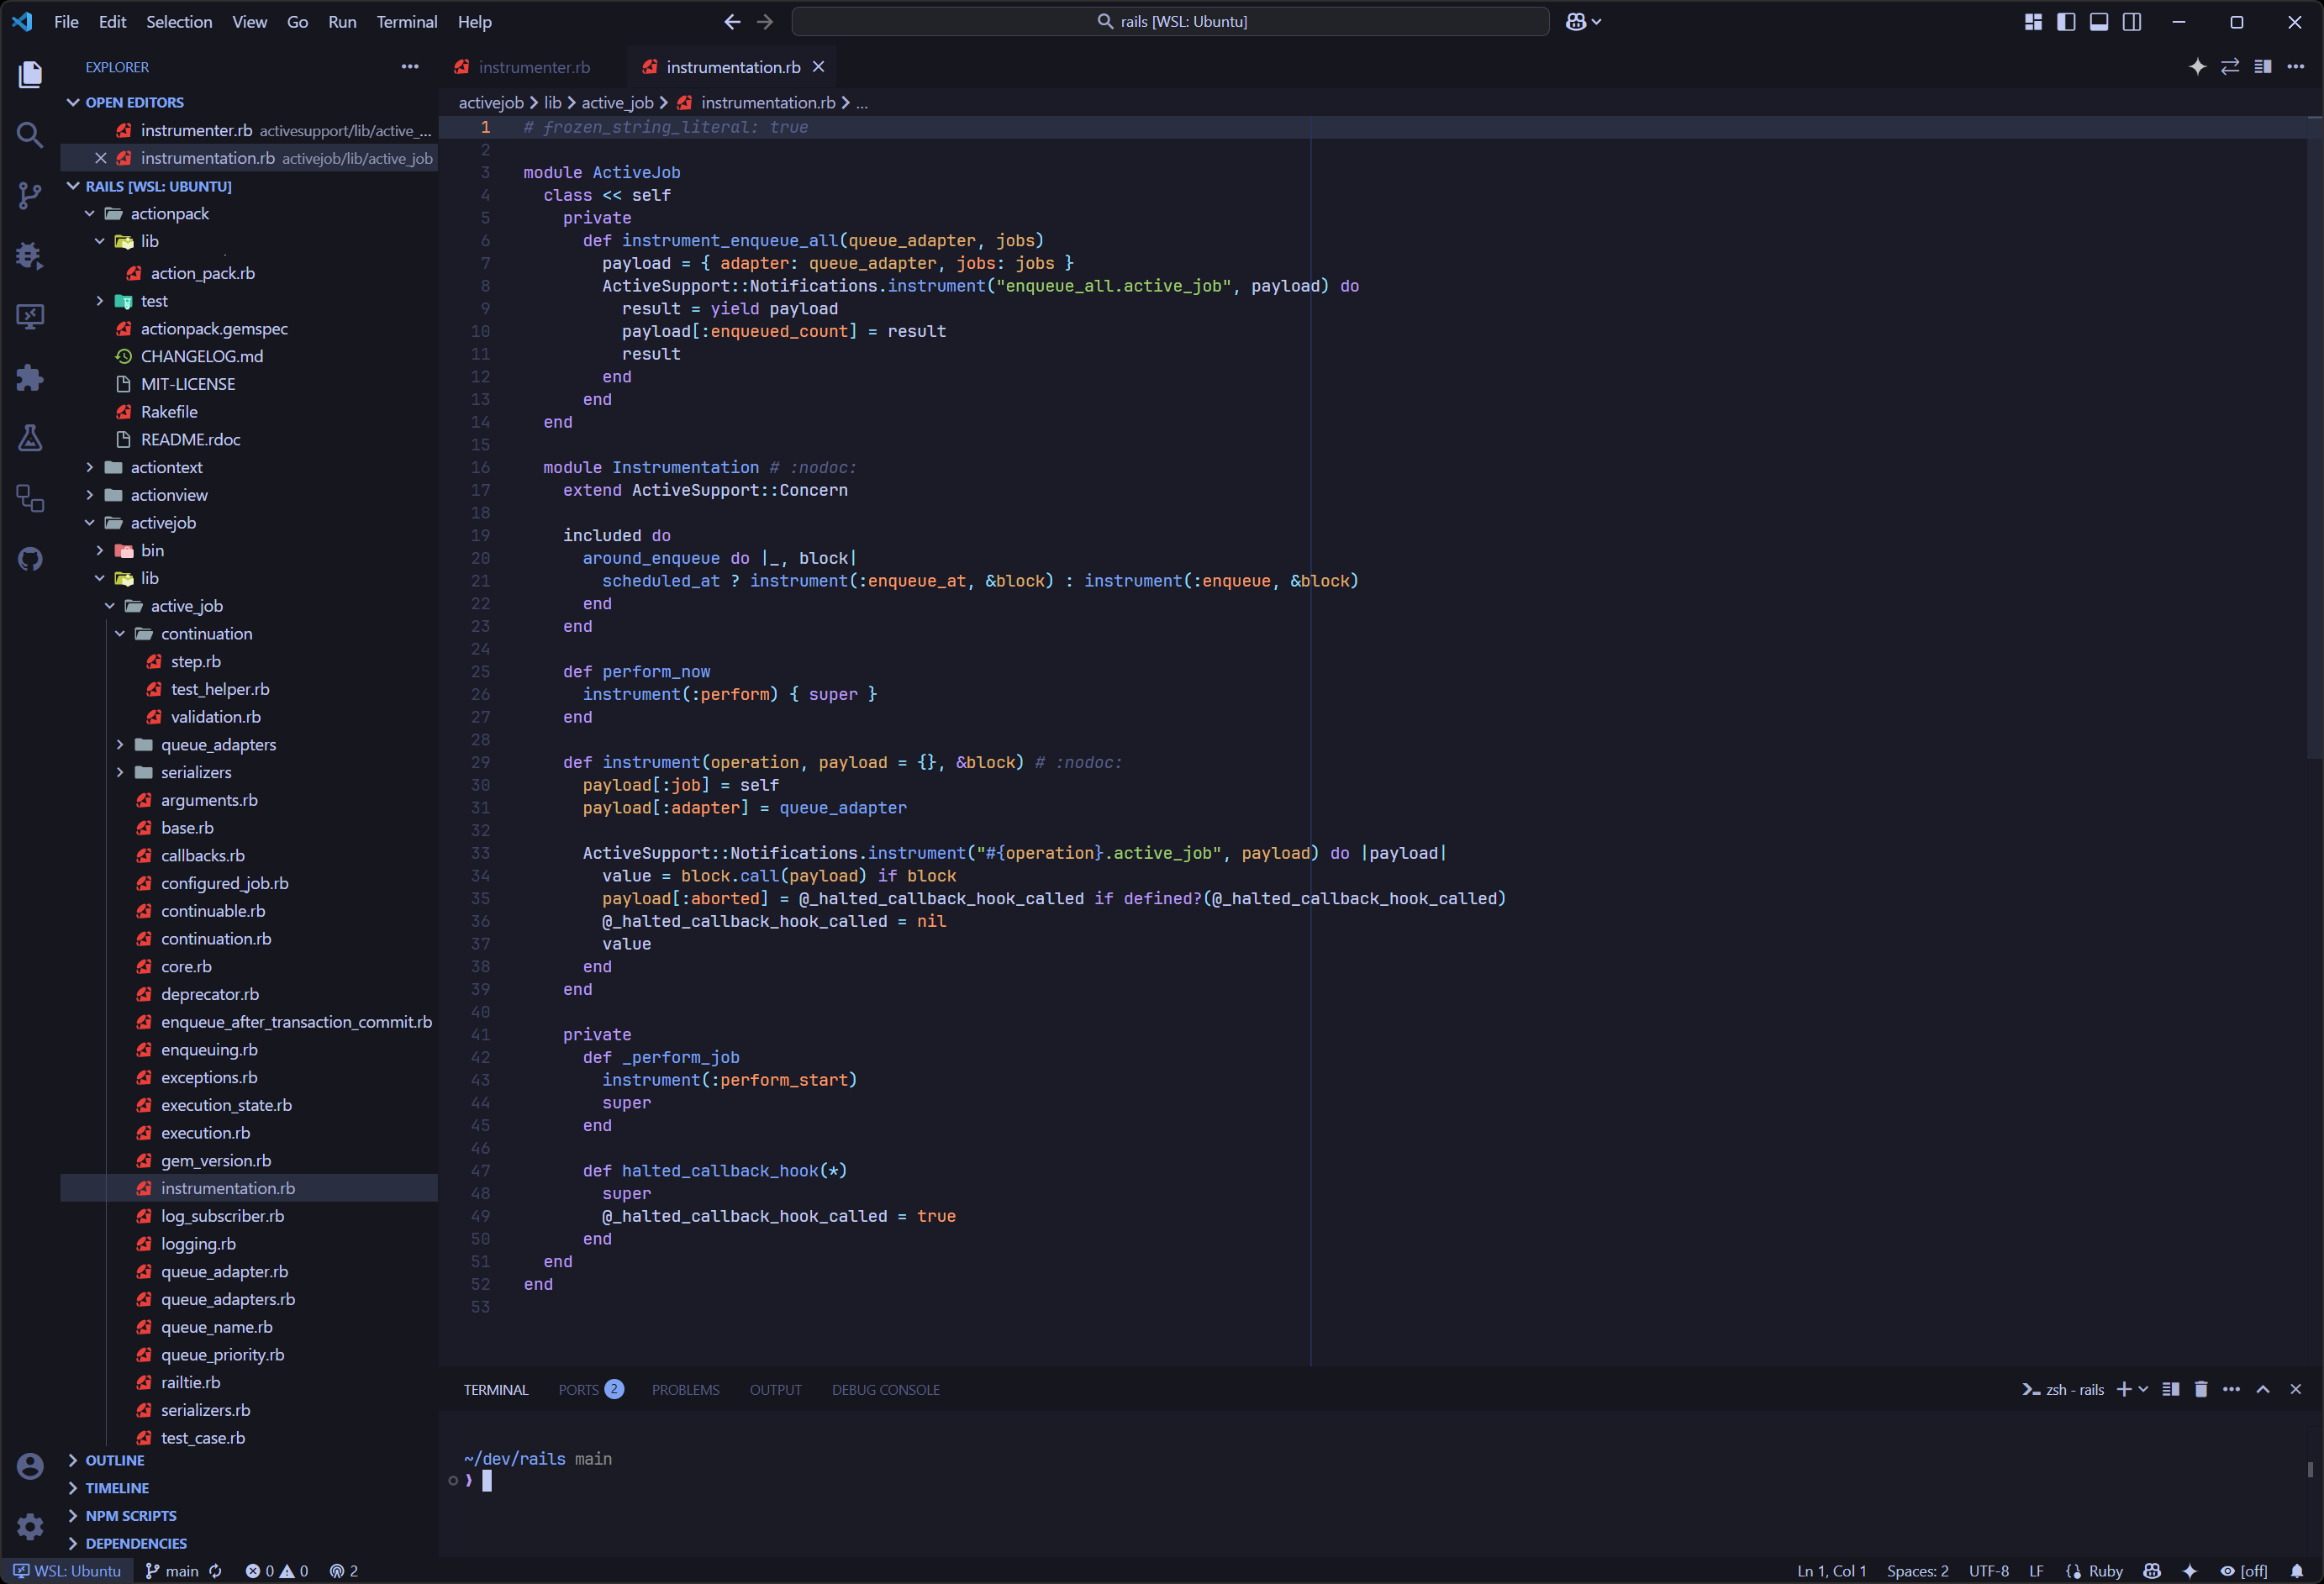 File Edit Selection View Go Run Terminal Help
rails [WSL: Ubuntu]
EXPLORER
OPEN EDITORS
instrumenter.rb activesupport/lib/active_...
instrumentation.rb activejob/lib/active_job
RAILS [WSL: UBUNTU]
actionpack
lib
action_pack.rb
test
actionpack.gemspec
CHANGELOG.md
MIT-LICENSE
Rakefile
README.rdoc
actiontext
actionview
activejob
bin
lib
active_job
continuation
step.rb
test_helper.rb
validation.rb
queue_adapters
serializers
arguments.rb
base.rb
callbacks.rb
configured_job.rb
continuable.rb
continuation.rb
core.rb
deprecator.rb
enqueue_after_transaction_commit.rb
enqueuing.rb
exceptions.rb
execution_state.rb
execution.rb
gem_version.rb
instrumentation.rb
log_subscriber.rb
logging.rb
queue_adapter.rb
queue_adapters.rb
queue_name.rb
queue_priority.rb
railtie.rb
serializers.rb
test_case.rb
OUTLINE
TIMELINE
NPM SCRIPTS
DEPENDENCIES
instrumenter.rb instrumentation.rb
activejob > lib > active_job > instrumentation.rb > ...
1 # frozen_string_literal: true
2
3 module ActiveJob
4   class << self
5     private
6       def instrument_enqueue_all(queue_adapter, jobs)
7         payload = { adapter: queue_adapter, jobs: jobs }
8         ActiveSupport::Notifications.instrument("enqueue_all.active_job", payload) do
9           result = yield payload
10           payload[:enqueued_count] = result
11           result
12         end
13       end
14   end
15
16   module Instrumentation # :nodoc:
17     extend ActiveSupport::Concern
18
19     included do
20       around_enqueue do |_, block|
21         scheduled_at ? instrument(:enqueue_at, &block) : instrument(:enqueue, &block)
22       end
23     end
24
25     def perform_now
26       instrument(:perform) { super }
27     end
28
29     def instrument(operation, payload = {}, &block) # :nodoc:
30       payload[:job] = self
31       payload[:adapter] = queue_adapter
32
33       ActiveSupport::Notifications.instrument("#{operation}.active_job", payload) do |payload|
34         value = block.call(payload) if block
35         payload[:aborted] = @_halted_callback_hook_called if defined?(@_halted_callback_hook_called)
36         @_halted_callback_hook_called = nil
37         value
38       end
39     end
40
41     private
42       def _perform_job
43         instrument(:perform_start)
44         super
45       end
46
47       def halted_callback_hook(*)
48         super
49         @_halted_callback_hook_called = true
50       end
51   end
52 end
53
TERMINAL PORTS 2 PROBLEMS OUTPUT DEBUG CONSOLE
zsh - rails
~/dev/rails main
❯
WSL: Ubuntu main 0 0 2
Ln 1, Col 1 Spaces: 2 UTF-8 LF Ruby [off]